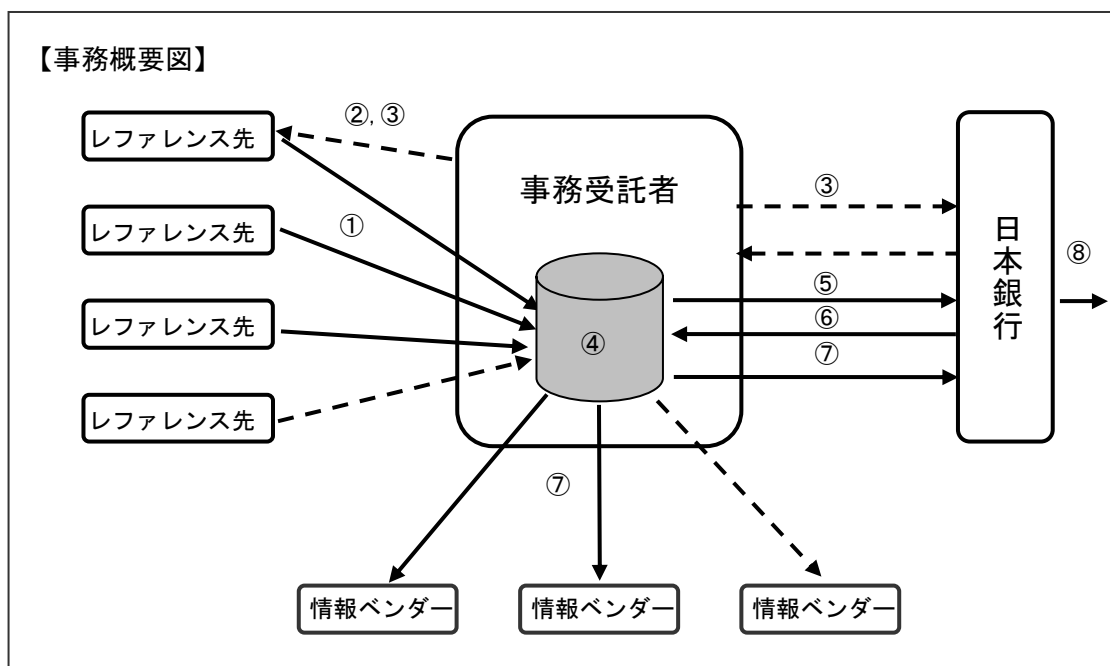 【事務概要図】
②, ③
レファレンス先
事務受託者
③
①
レファレンス先
日本銀行
⑧
⑤
レファレンス先
④
⑥
⑦
レファレンス先
⑦
情報ベンダー
情報ベンダー
情報ベンダー